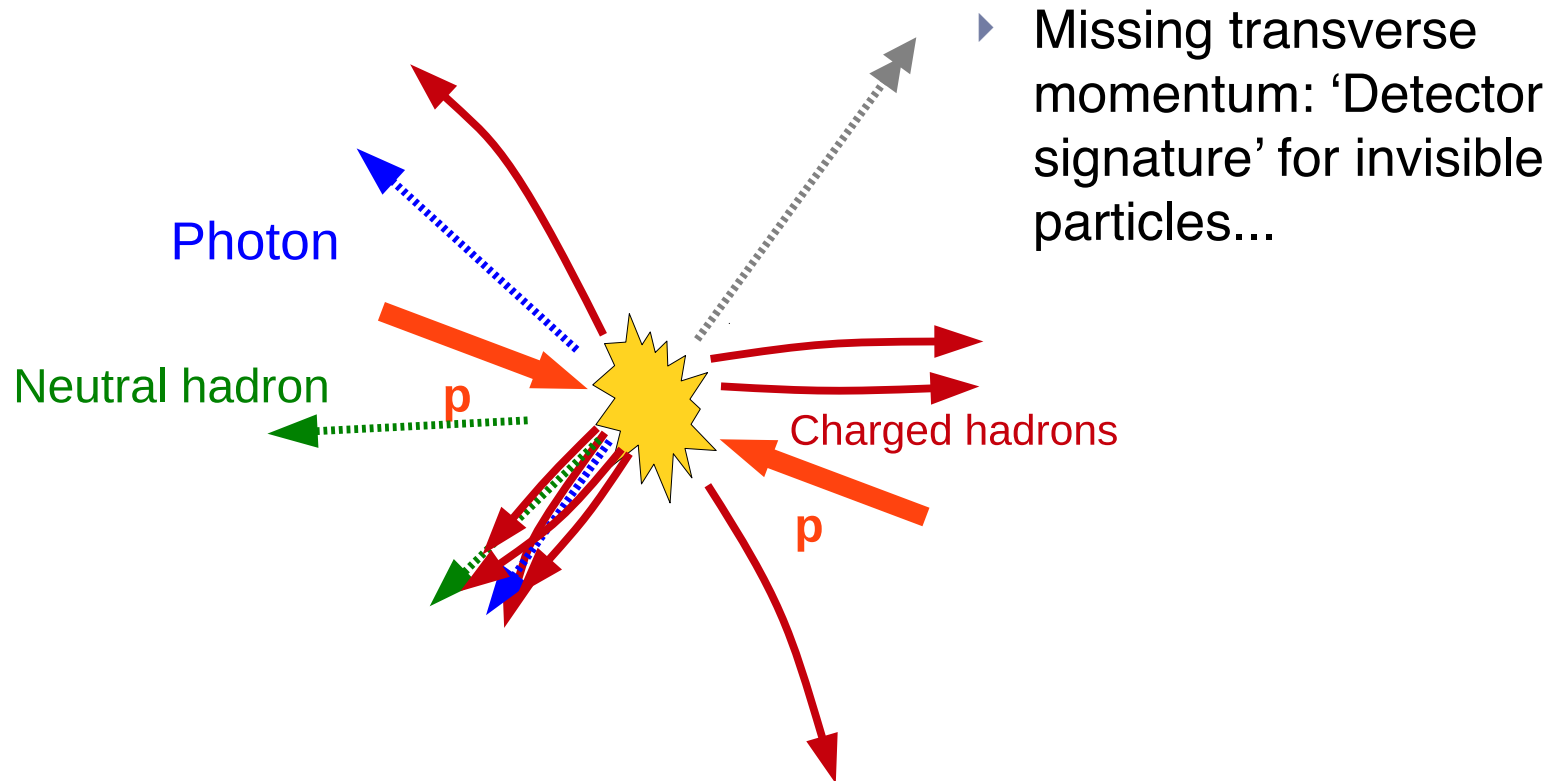 Missing transverse
momentum: ‘Detector
signature’ for invisible
particles...
Photon
Neutral hadron
p
Charged hadrons
p